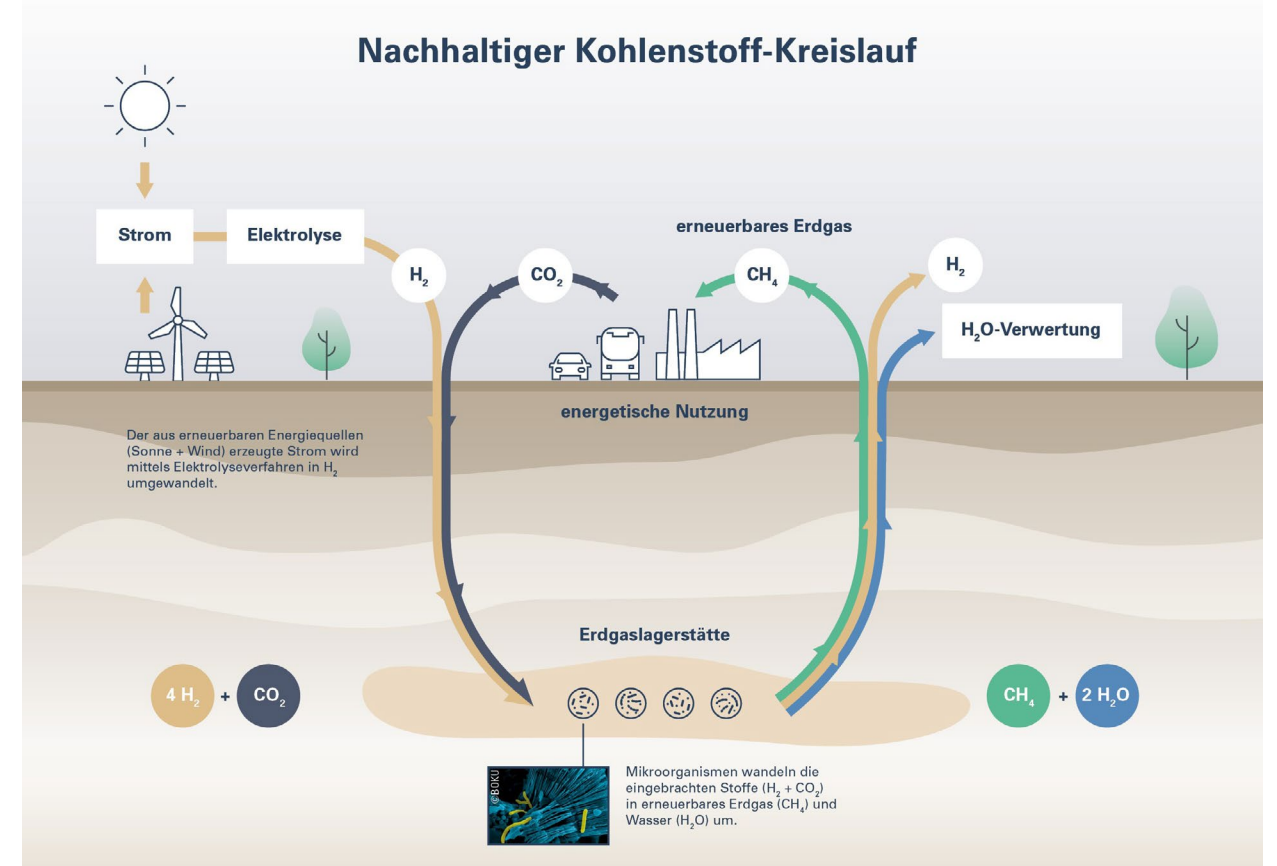 Nachhaltiger Kohlenstoff-Kreislauf
Strom
Elektrolyse
H₂
CO₂
erneuerbares Erdgas
CH₄
H₂
H₂O-Verwertung
energetische Nutzung
Der aus erneuerbaren Energiequellen
(Sonne + Wind) erzeugte Strom wird
mittels Elektrolyseverfahren in H₂
umgewandelt.
Erdgaslagerstätte
4 H₂ + CO₂
CH₄ + 2 H₂O
©BOKU
Mikroorganismen wandeln die
eingebrachten Stoffe (H₂ + CO₂)
in erneuerbares Erdgas (CH₄) und
Wasser (H₂O) um.